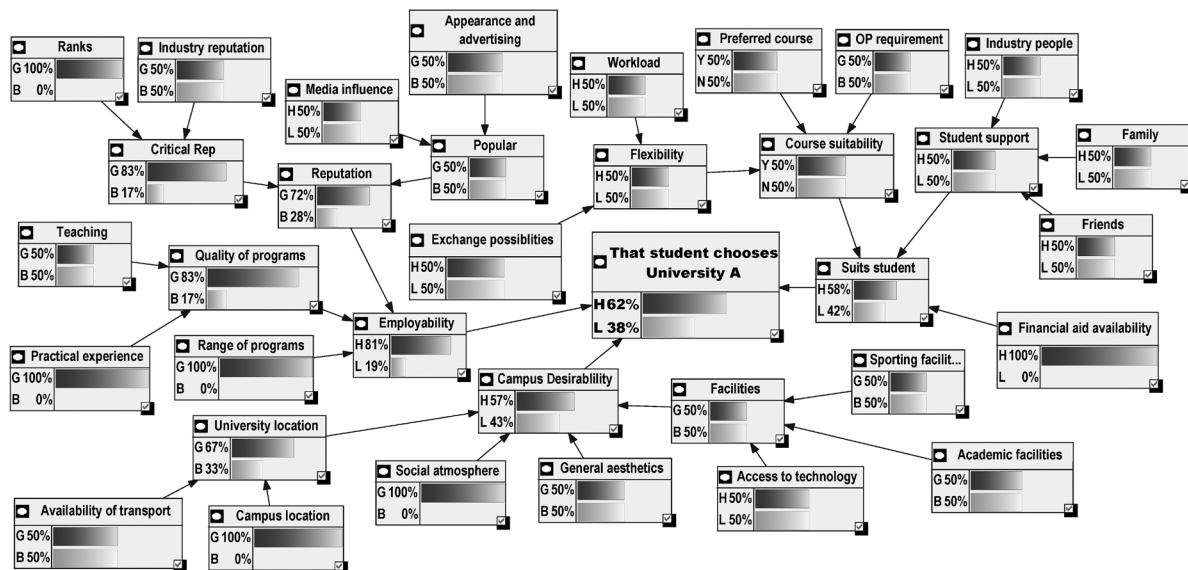 Ranks
G 100%
B 0%
Industry reputation
G 50%
B 50%
Appearance and
advertising
G 50%
B 50%
Media influence
H 50%
L 50%
Workload
H 50%
L 50%
Preferred course
Y 50%
N 50%
OP requirement
G 50%
B 50%
Industry people
H 50%
L 50%
Critical Rep
G 83%
B 17%
Reputation
G 72%
B 28%
Popular
G 50%
B 50%
Flexibility
H 50%
L 50%
Course suitability
Y 50%
N 50%
Student support
H 50%
L 50%
Family
H 50%
L 50%
Teaching
G 50%
B 50%
Quality of programs
G 83%
B 17%
Exchange possiblities
H 50%
L 50%
That student chooses
University A
H 62%
L 38%
Suits student
H 58%
L 42%
Friends
H 50%
L 50%
Practical experience
G 100%
B 0%
Range of programs
G 100%
B 0%
Employability
H 81%
L 19%
Financial aid availability
H 100%
L 0%
Campus Desirablility
H 57%
L 43%
Facilities
G 50%
B 50%
Sporting facilit...
G 50%
B 50%
University location
G 67%
B 33%
Social atmosphere
G 100%
B 0%
General aesthetics
G 50%
B 50%
Access to technology
H 50%
L 50%
Academic facilities
G 50%
B 50%
Availability of transport
G 50%
B 50%
Campus location
G 100%
B 0%